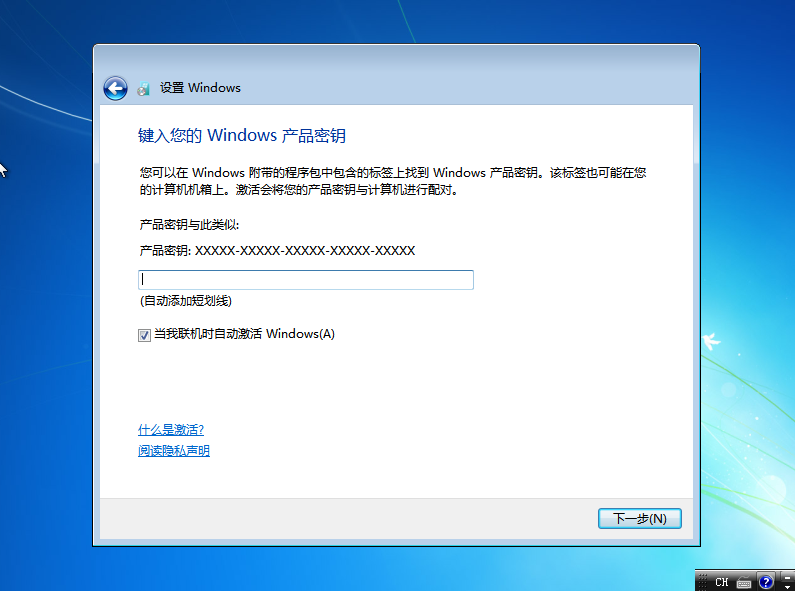 设置 Windows
键入您的 Windows 产品密钥
您可以在 Windows 附带的程序包中包含的标签上找到 Windows 产品密钥。该标签也可能在您
的计算机机箱上。激活会将您的产品密钥与计算机进行配对。
产品密钥与此类似:
产品密钥: XXXXX-XXXXX-XXXXX-XXXXX-XXXXX
(自动添加短划线)
当我联机时自动激活 Windows(A)
什么是激活?
阅读隐私声明
下一步(N)
CH